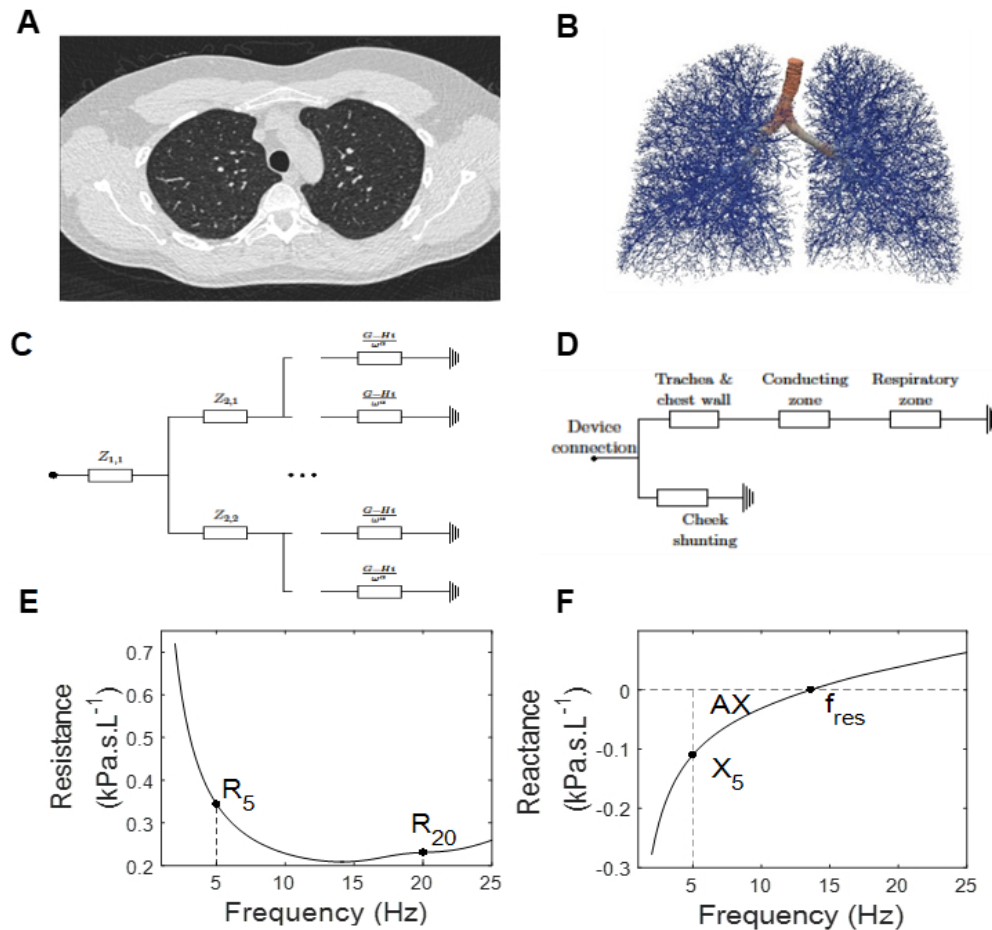 A
B
C
D
G−Hi
ω^α
Z2,1
G−Hi
ω^α
Z1,1
...
Z2,2
G−Hi
ω^α
G−Hi
ω^α
Trachea &
chest wall
Conducting
zone
Respiratory
zone
Device
connection
Cheek
shunting
E
F
Resistance
(kPa.s.L-1)
0.7
0.6
0.5
0.4
0.3
0.2
R5
R20
5
10
15
20
25
Frequency (Hz)
Reactance
(kPa.s.L-1)
0
-0.1
-0.2
-0.3
AX
fres
X5
5
10
15
20
25
Frequency (Hz)